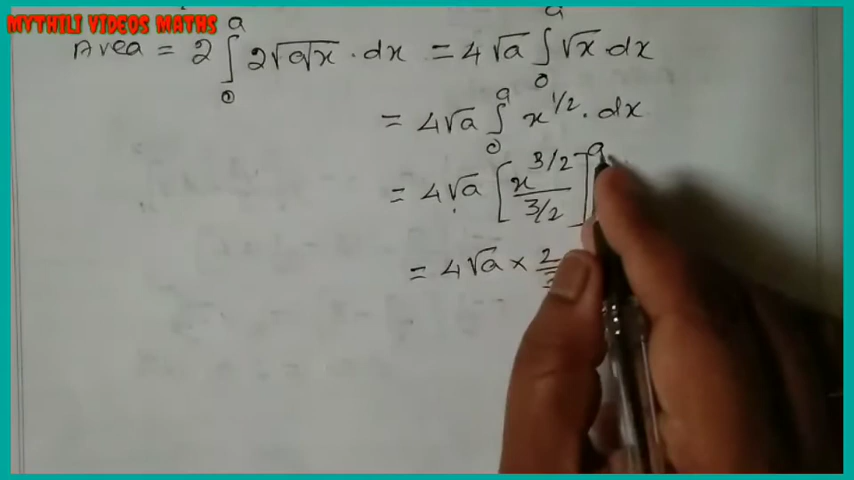 MYTHILI VIDEOS MATHS
Area = 2 ∫₀ᵃ 2√ax · dx = 4√a ∫₀ᵃ √x dx
= 4√a ∫₀ᵃ x^1/2 · dx
= 4√a [x^3/2 / 3/2]ᵃ
= 4√a × 2/3